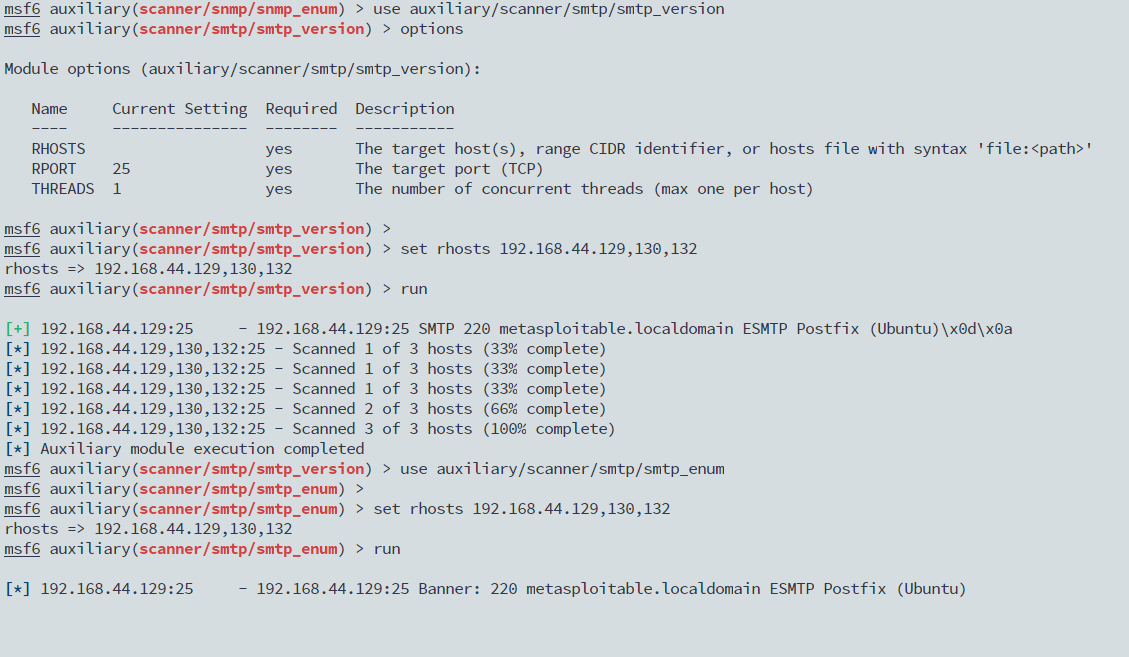 msf6 auxiliary(scanner/snmp/snmp_enum) > use auxiliary/scanner/smtp/smtp_version
msf6 auxiliary(scanner/smtp/smtp_version) > options
Module options (auxiliary/scanner/smtp/smtp_version):
Name     Current Setting  Required  Description
----     ---------------  --------  -----------
RHOSTS                    yes       The target host(s), range CIDR identifier, or hosts file with syntax 'file:<path>'
RPORT    25               yes       The target port (TCP)
THREADS  1                yes       The number of concurrent threads (max one per host)
msf6 auxiliary(scanner/smtp/smtp_version) >
msf6 auxiliary(scanner/smtp/smtp_version) > set rhosts 192.168.44.129,130,132
rhosts => 192.168.44.129,130,132
msf6 auxiliary(scanner/smtp/smtp_version) > run
[+] 192.168.44.129:25     - 192.168.44.129:25 SMTP 220 metasploitable.localdomain ESMTP Postfix (Ubuntu)\x0d\x0a
[*] 192.168.44.129,130,132:25 - Scanned 1 of 3 hosts (33% complete)
[*] 192.168.44.129,130,132:25 - Scanned 1 of 3 hosts (33% complete)
[*] 192.168.44.129,130,132:25 - Scanned 1 of 3 hosts (33% complete)
[*] 192.168.44.129,130,132:25 - Scanned 2 of 3 hosts (66% complete)
[*] 192.168.44.129,130,132:25 - Scanned 3 of 3 hosts (100% complete)
[*] Auxiliary module execution completed
msf6 auxiliary(scanner/smtp/smtp_version) > use auxiliary/scanner/smtp/smtp_enum
msf6 auxiliary(scanner/smtp/smtp_enum) >
msf6 auxiliary(scanner/smtp/smtp_enum) > set rhosts 192.168.44.129,130,132
rhosts => 192.168.44.129,130,132
msf6 auxiliary(scanner/smtp/smtp_enum) > run
[*] 192.168.44.129:25     - 192.168.44.129:25 Banner: 220 metasploitable.localdomain ESMTP Postfix (Ubuntu)